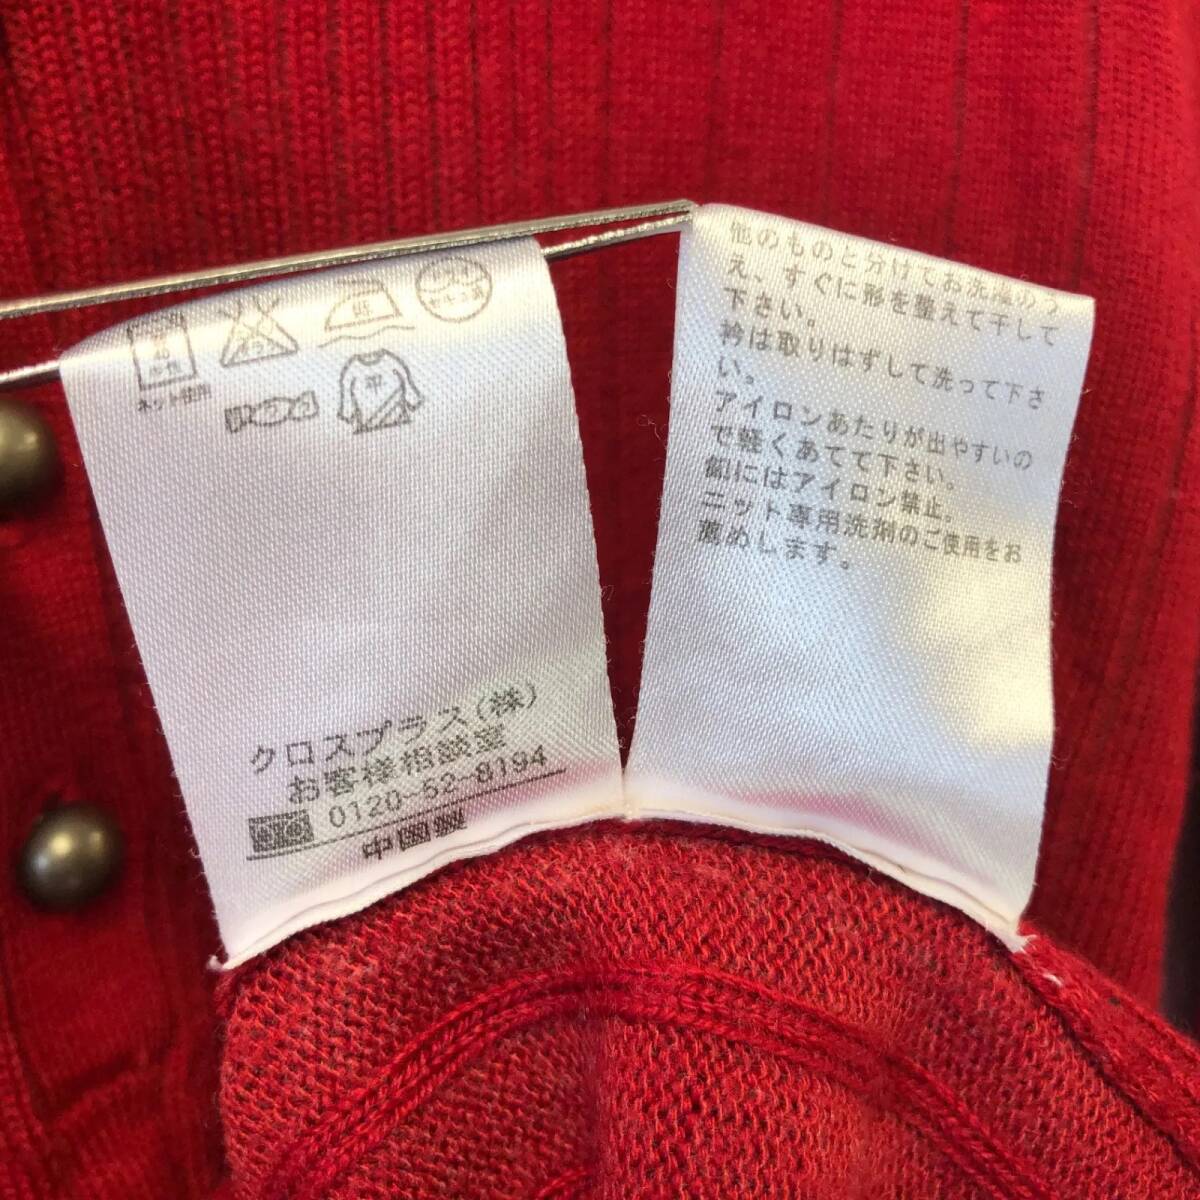 ネット使用
平
クロスプラス(株)
お客様相談室
0120-52-8194
中国製
他のものと分けてお洗濯のう
え、すぐに形を整えて干して
下さい。
衿は取りはずして洗って下さ
い。
アイロンあたりが出やすいの
で軽くあてて下さい。
釦にはアイロン禁止。
ニット専用洗剤のご使用をお
薦めします。